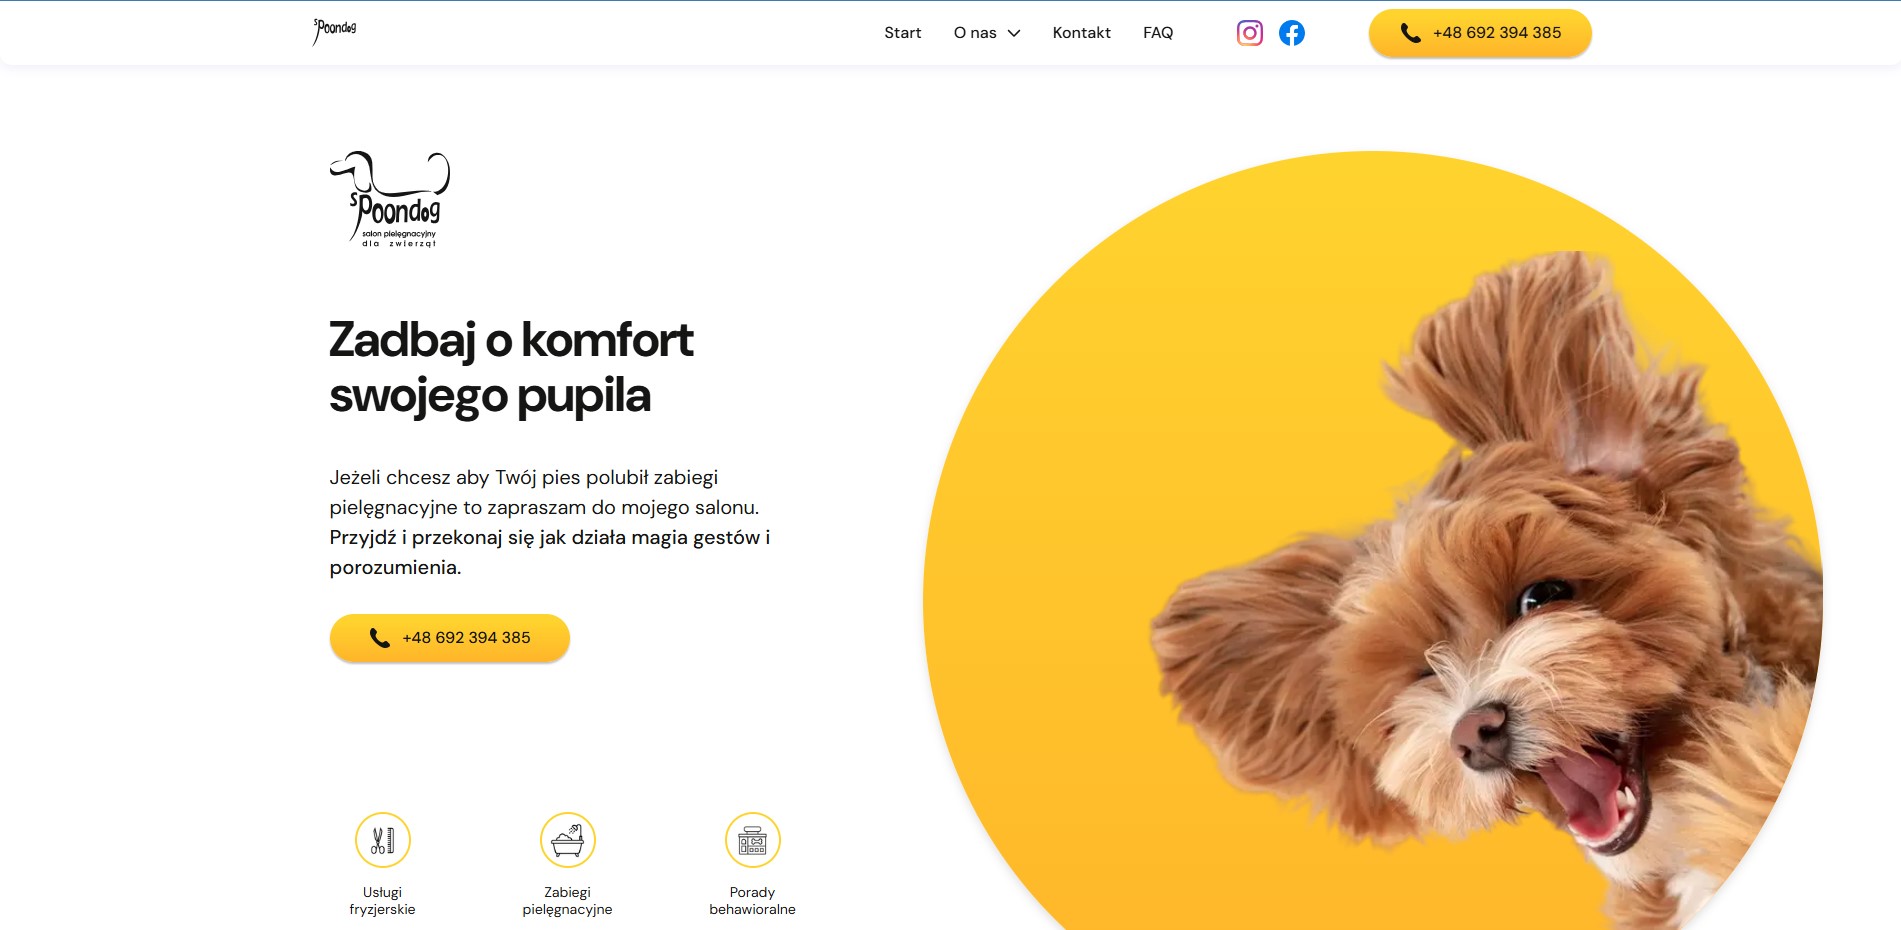 sPoondog
Start
O nas
Kontakt
FAQ
+48 692 394 385
sPoondog
salon pielęgnacyjny
dla zwierząt
Zadbaj o komfort
swojego pupila
Jeżeli chcesz aby Twój pies polubił zabiegi
pielęgnacyjne to zapraszam do mojego salonu.
Przyjdź i przekonaj się jak działa magia gestów i
porozumienia.
+48 692 394 385
Usługi
fryzjerskie
Zabiegi
pielęgnacyjne
Porady
behawioralne